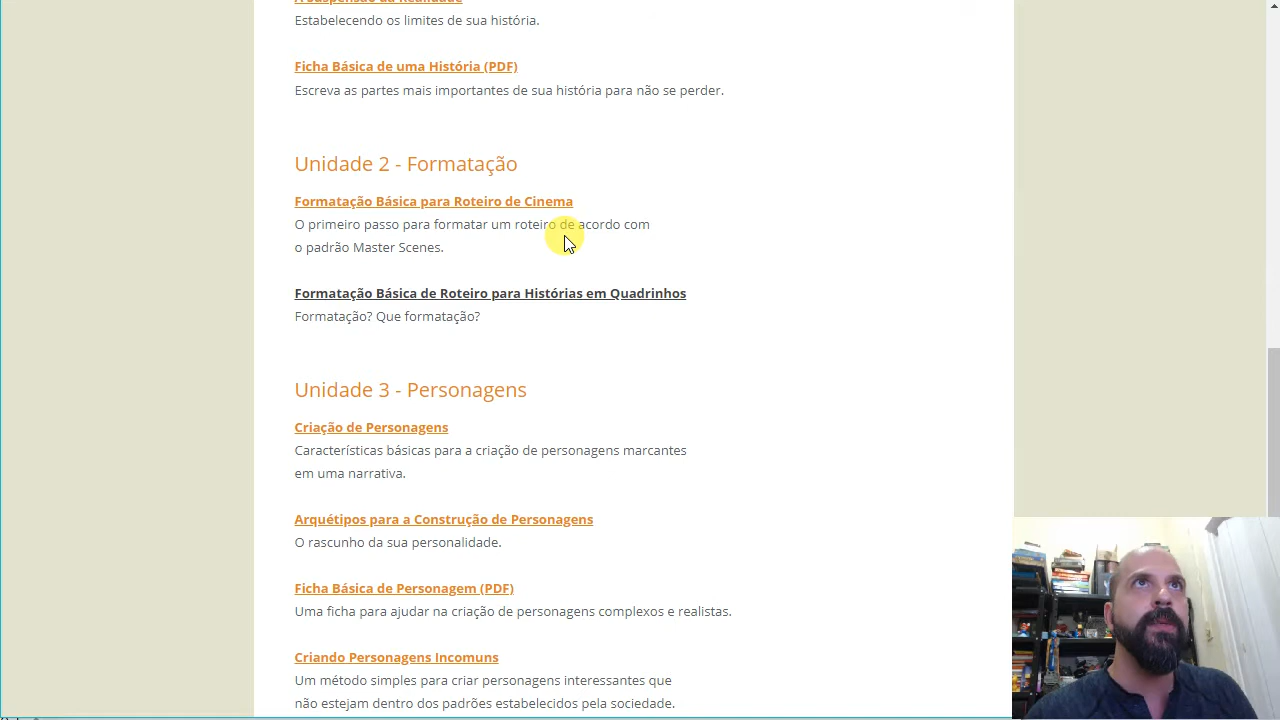 A Suspensão da Realidade
Estabelecendo os limites de sua história.
Ficha Básica de uma História (PDF)
Escreva as partes mais importantes de sua história para não se perder.
Unidade 2 - Formatação
Formatação Básica para Roteiro de Cinema
O primeiro passo para formatar um roteiro de acordo com
o padrão Master Scenes.
Formatação Básica de Roteiro para Histórias em Quadrinhos
Formatação? Que formatação?
Unidade 3 - Personagens
Criação de Personagens
Características básicas para a criação de personagens marcantes
em uma narrativa.
Arquétipos para a Construção de Personagens
O rascunho da sua personalidade.
Ficha Básica de Personagem (PDF)
Uma ficha para ajudar na criação de personagens complexos e realistas.
Criando Personagens Incomuns
Um método simples para criar personagens interessantes que
não estejam dentro dos padrões estabelecidos pela sociedade.